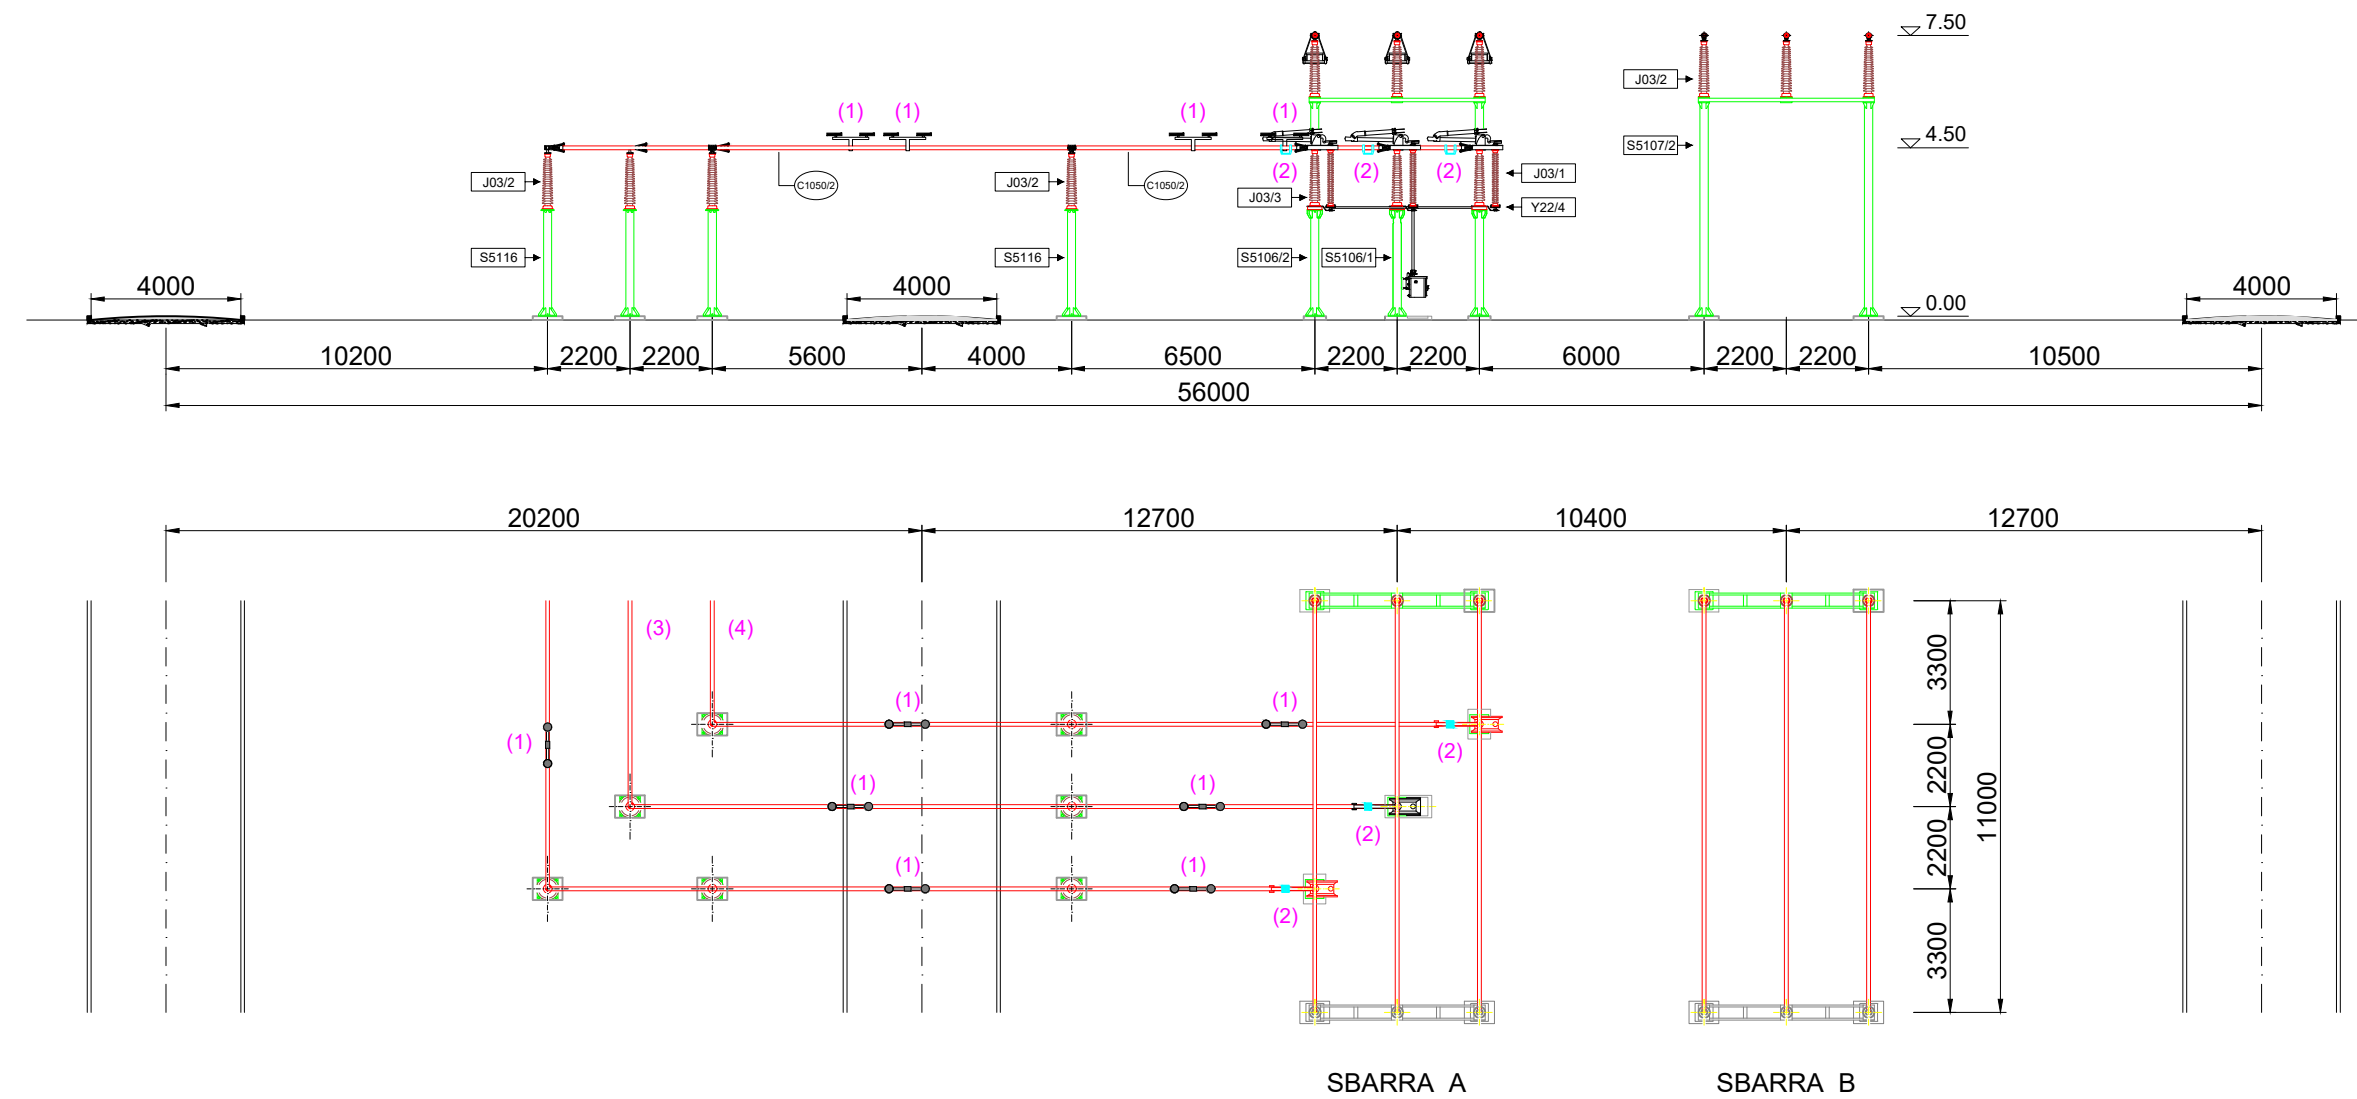 7.50
J03/2
(1) (1) (1) (1)
4.50
S5107/2
J03/2 C1050/2 J03/2 C1050/2 (2) (2) (2) J03/1
J03/3 Y22/4
S5116 S5116 S5106/2 S5106/1
4000 4000 4000
0.00
10200 2200 2200 5600 4000 6500 2200 2200 6000 2200 2200 10500
56000
20200 12700 10400 12700
(3) (4)
3300
(1) (1)
(1) (2)
2200
(1) (1)
11000
(2)
2200
(1) (1)
(2)
3300
SBARRA A SBARRA B